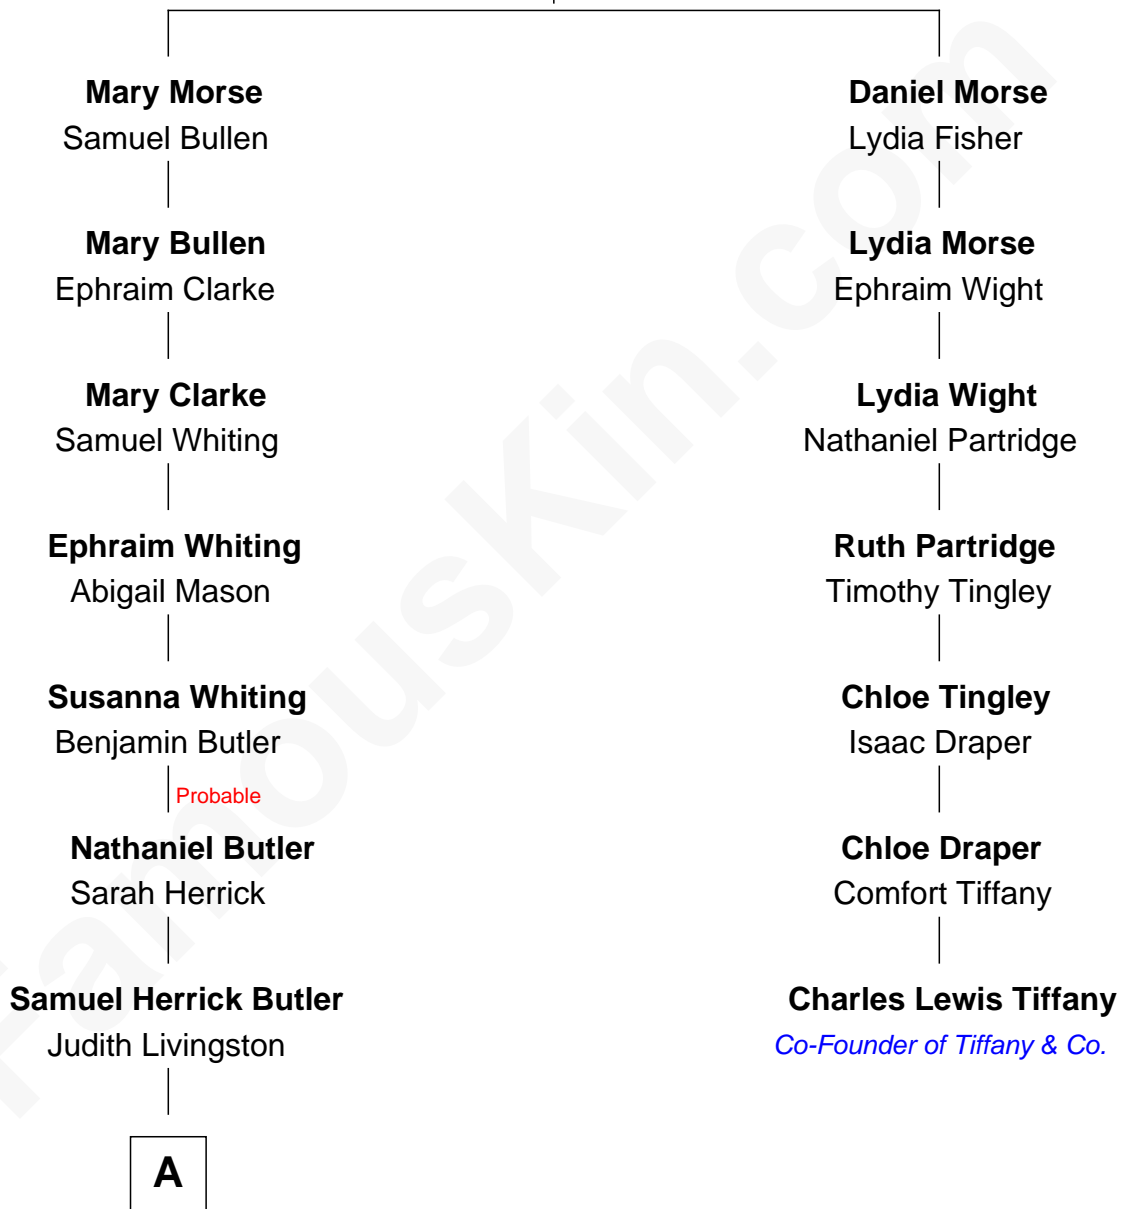 Mary Morse
Samuel Bullen
Mary Bullen
Ephraim Clarke
Mary Clarke
Samuel Whiting
Ephraim Whiting
Abigail Mason
Susanna Whiting
Benjamin Butler
Probable
Nathaniel Butler
Sarah Herrick
Samuel Herrick Butler
Judith Livingston
A
Daniel Morse
Lydia Fisher
Lydia Morse
Ephraim Wight
Lydia Wight
Nathaniel Partridge
Ruth Partridge
Timothy Tingley
Chloe Tingley
Isaac Draper
Chloe Draper
Comfort Tiffany
Charles Lewis Tiffany
Co-Founder of Tiffany & Co.
FamousKin.com